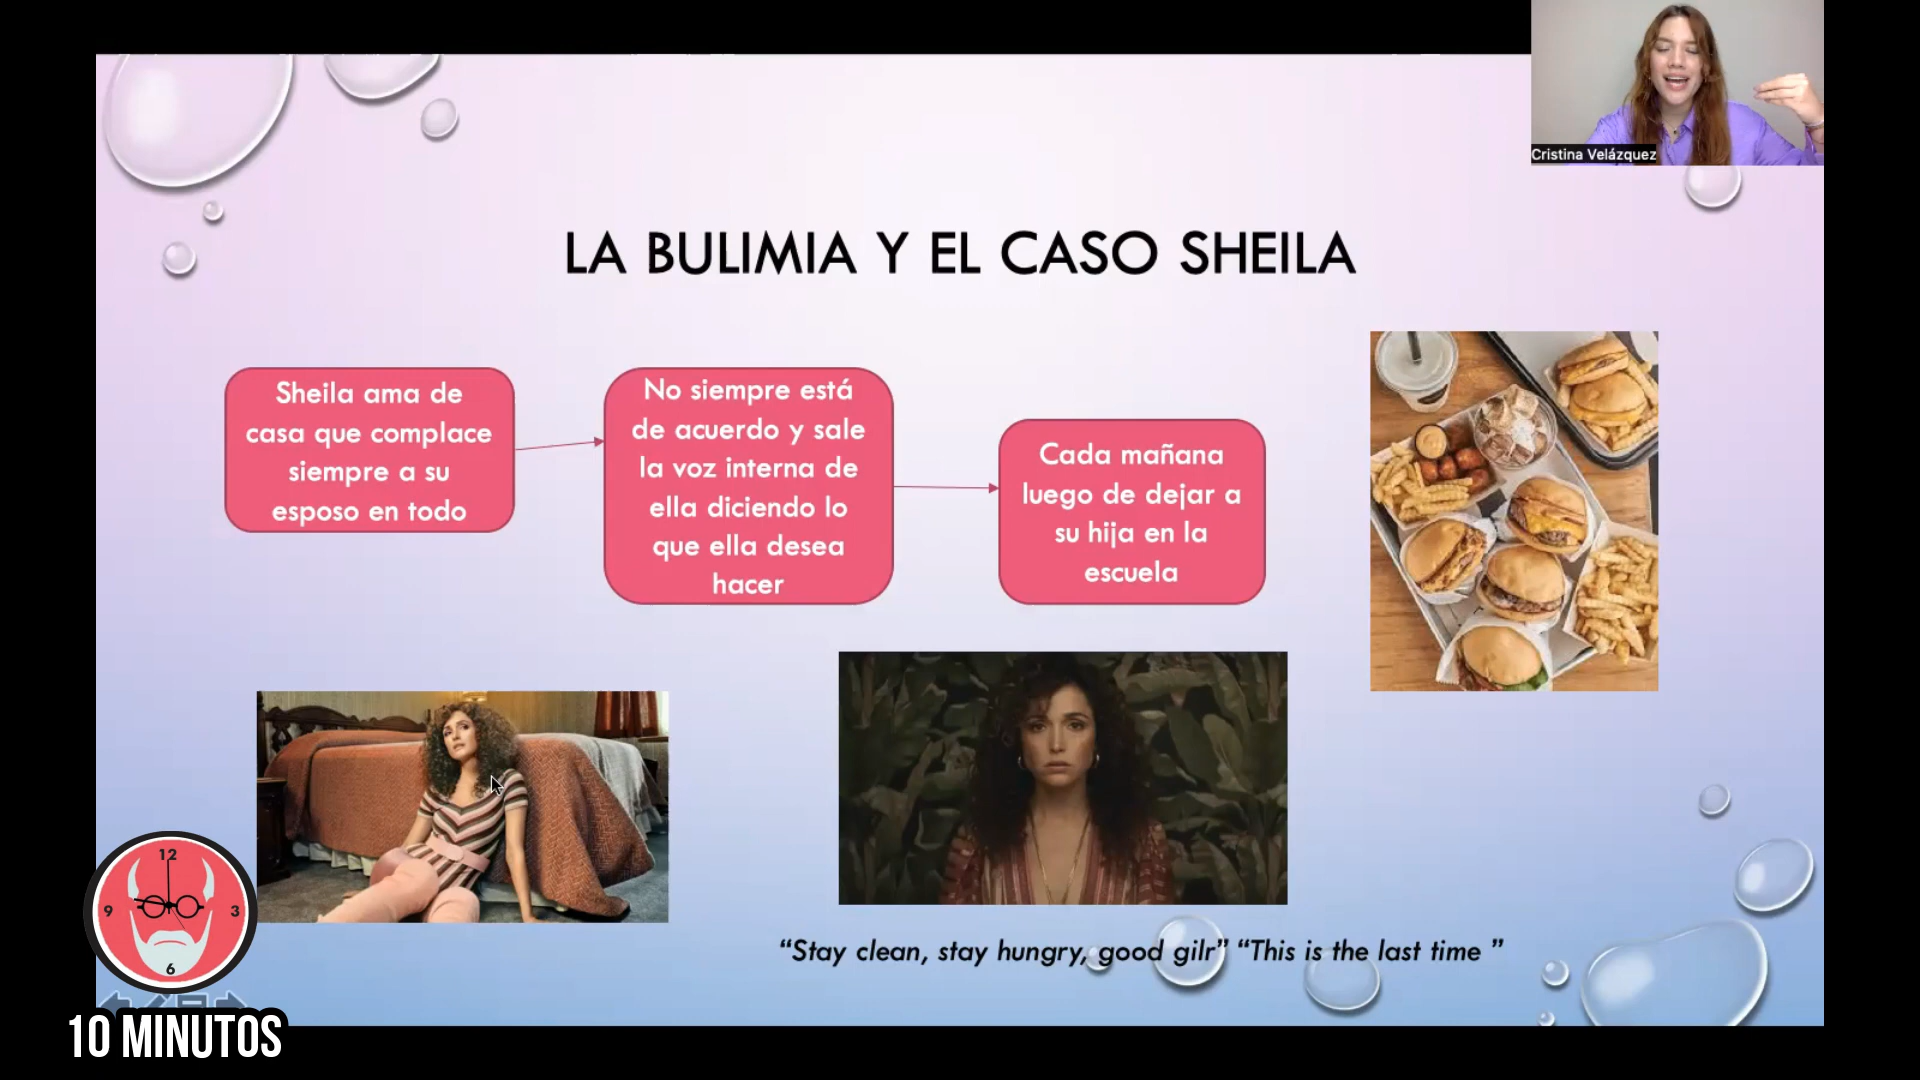 Cristina Velázquez
LA BULIMIA Y EL CASO SHEILA
Sheila ama de
casa que complace
siempre a su
esposo en todo
No siempre está
de acuerdo y sale
la voz interna de
ella diciendo lo
que ella desea
hacer
Cada mañana
luego de dejar a
su hija en la
escuela
“Stay clean, stay hungry, good gilr” “This is the last time ”
12
9 3
6
10 MINUTOS